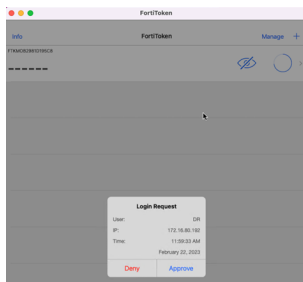 FortiToken
Info FortiToken Manage +
------
Login Request
User: DR
IP: 172.16.80.192
Time: 11:59:33 AM
February 22, 2023
Deny Approve